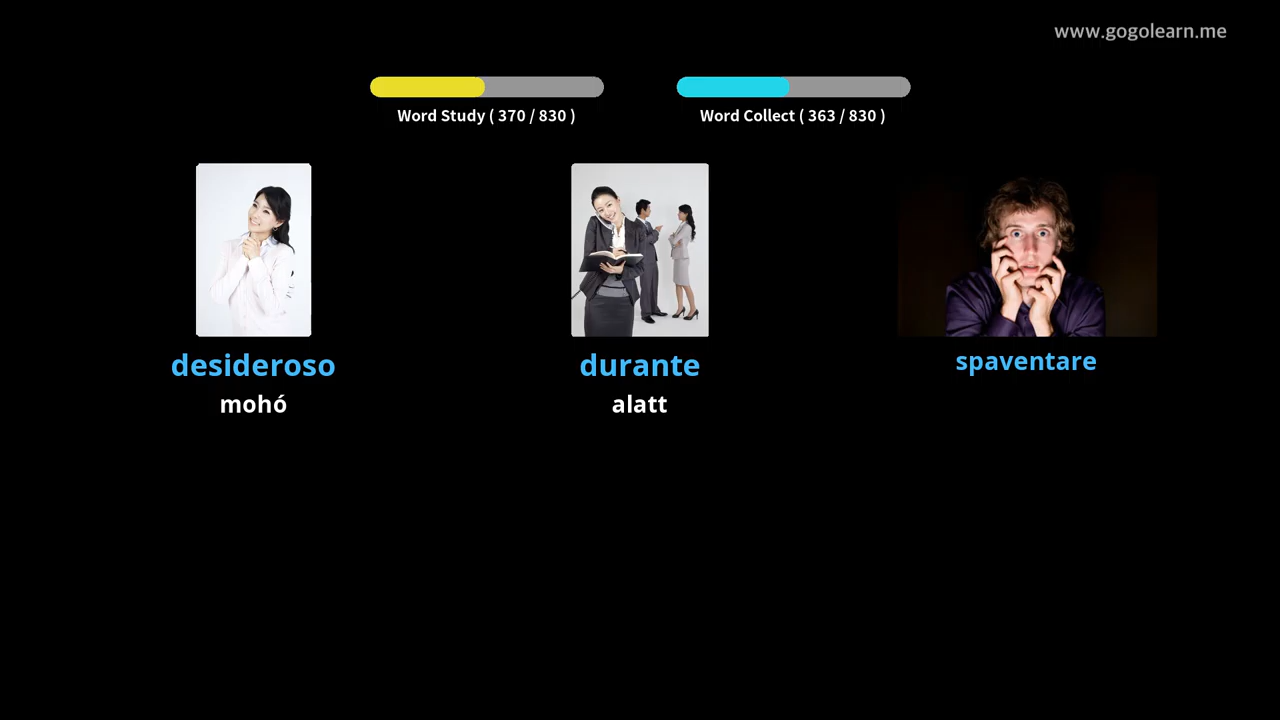 www.gogolearn.me
Word Study ( 370 / 830 )
Word Collect ( 363 / 830 )
desideroso
mohó
durante
alatt
spaventare